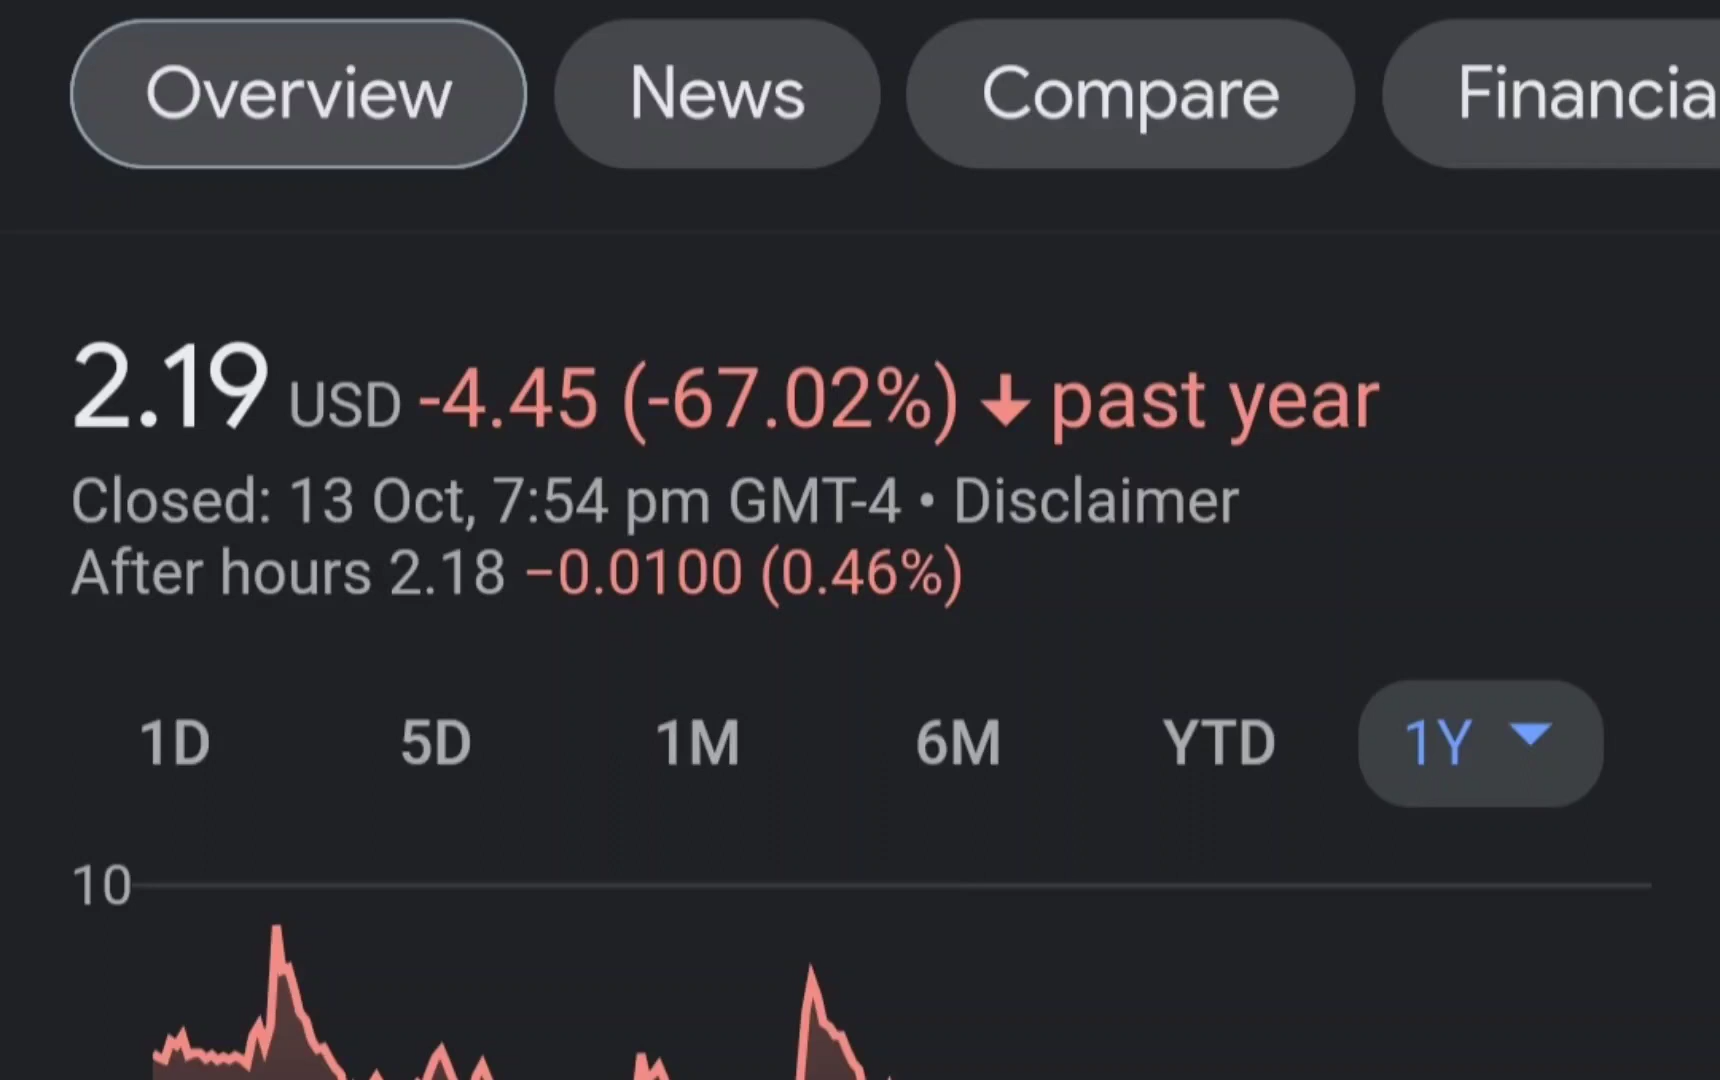 Overview News Compare Financia
2.19 USD -4.45 (-67.02%) ↓ past year
Closed: 13 Oct, 7:54 pm GMT-4 • Disclaimer
After hours 2.18 −0.0100 (0.46%)
1D 5D 1M 6M YTD 1Y
10